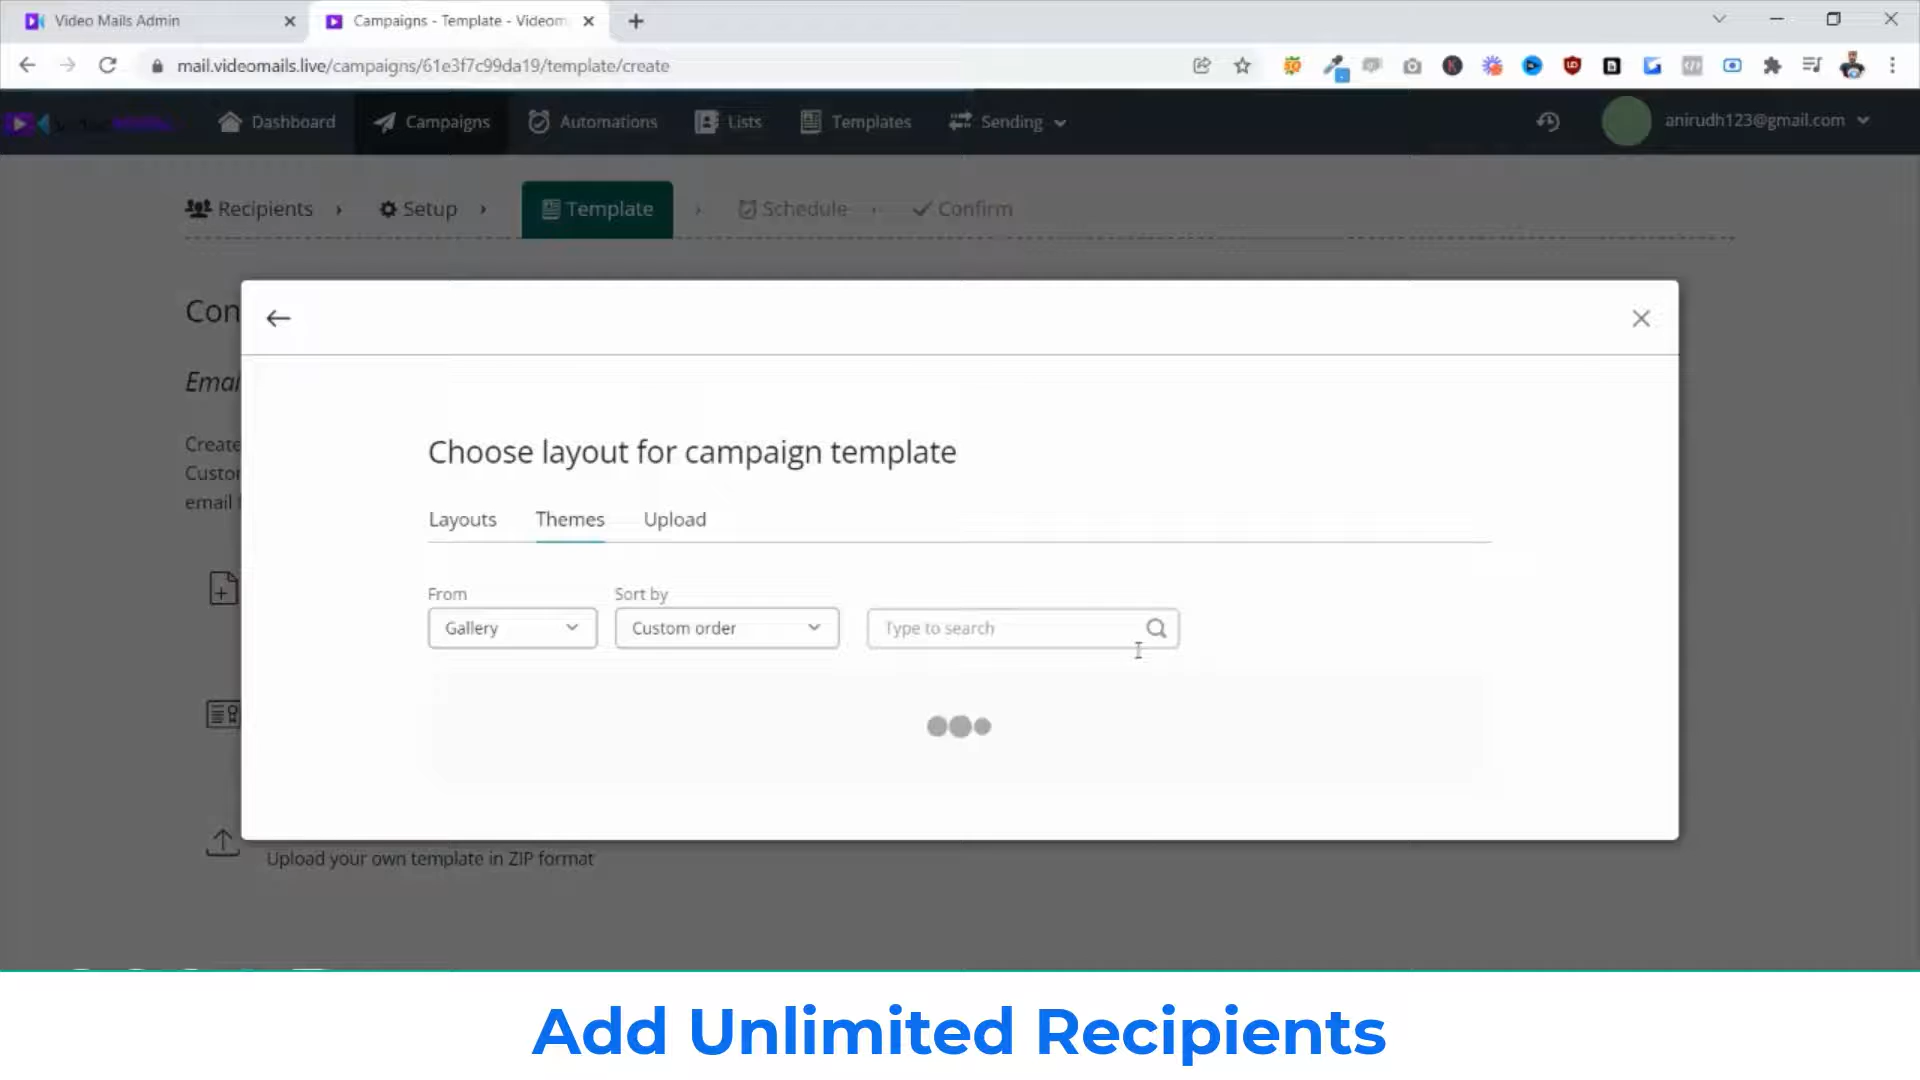 Video Mails Admin
Campaigns - Template - Videom
mail.videomails.live/campaigns/61e3f7c99da19/template/create
Dashboard
Campaigns
Automations
Lists
Templates
Sending
anirudh123@gmail.com
Recipients
Setup
Template
Schedule
Confirm
Con
Emai
Create
Custor
email
Choose layout for campaign template
Layouts
Themes
Upload
From
Sort by
Gallery
Custom order
Type to search
Upload your own template in ZIP format
Add Unlimited Recipients